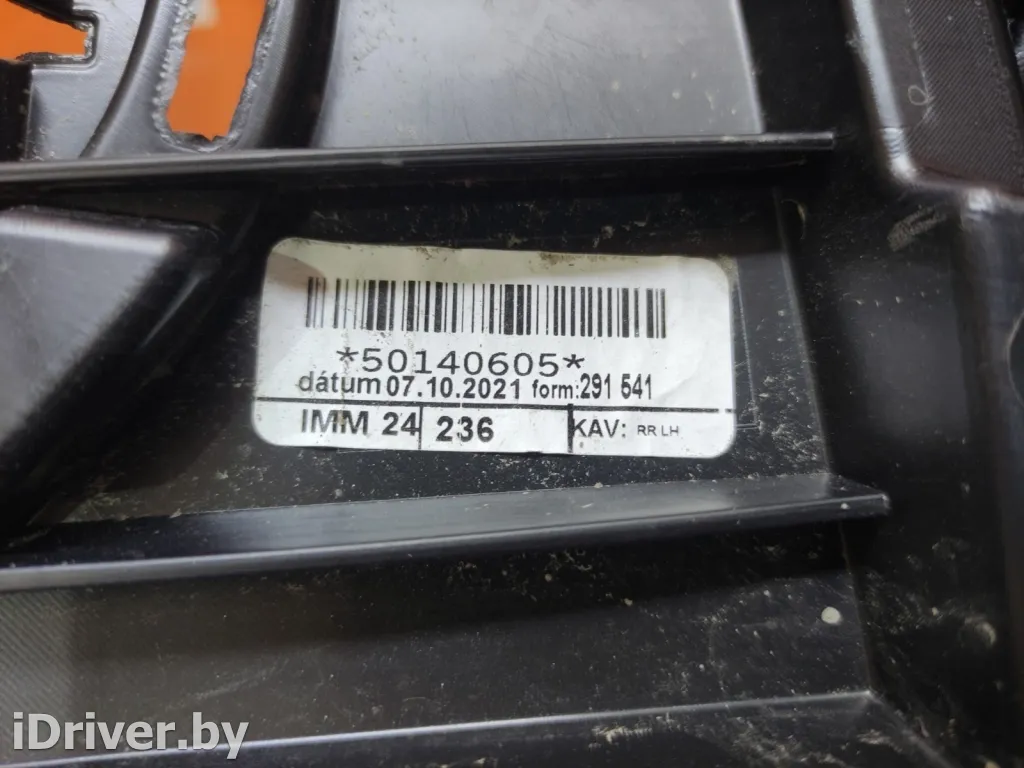 *50140605*
dátum 07.10.2021 form:291 541
IMM 24 236 KAV: RR LH
iDriver.by